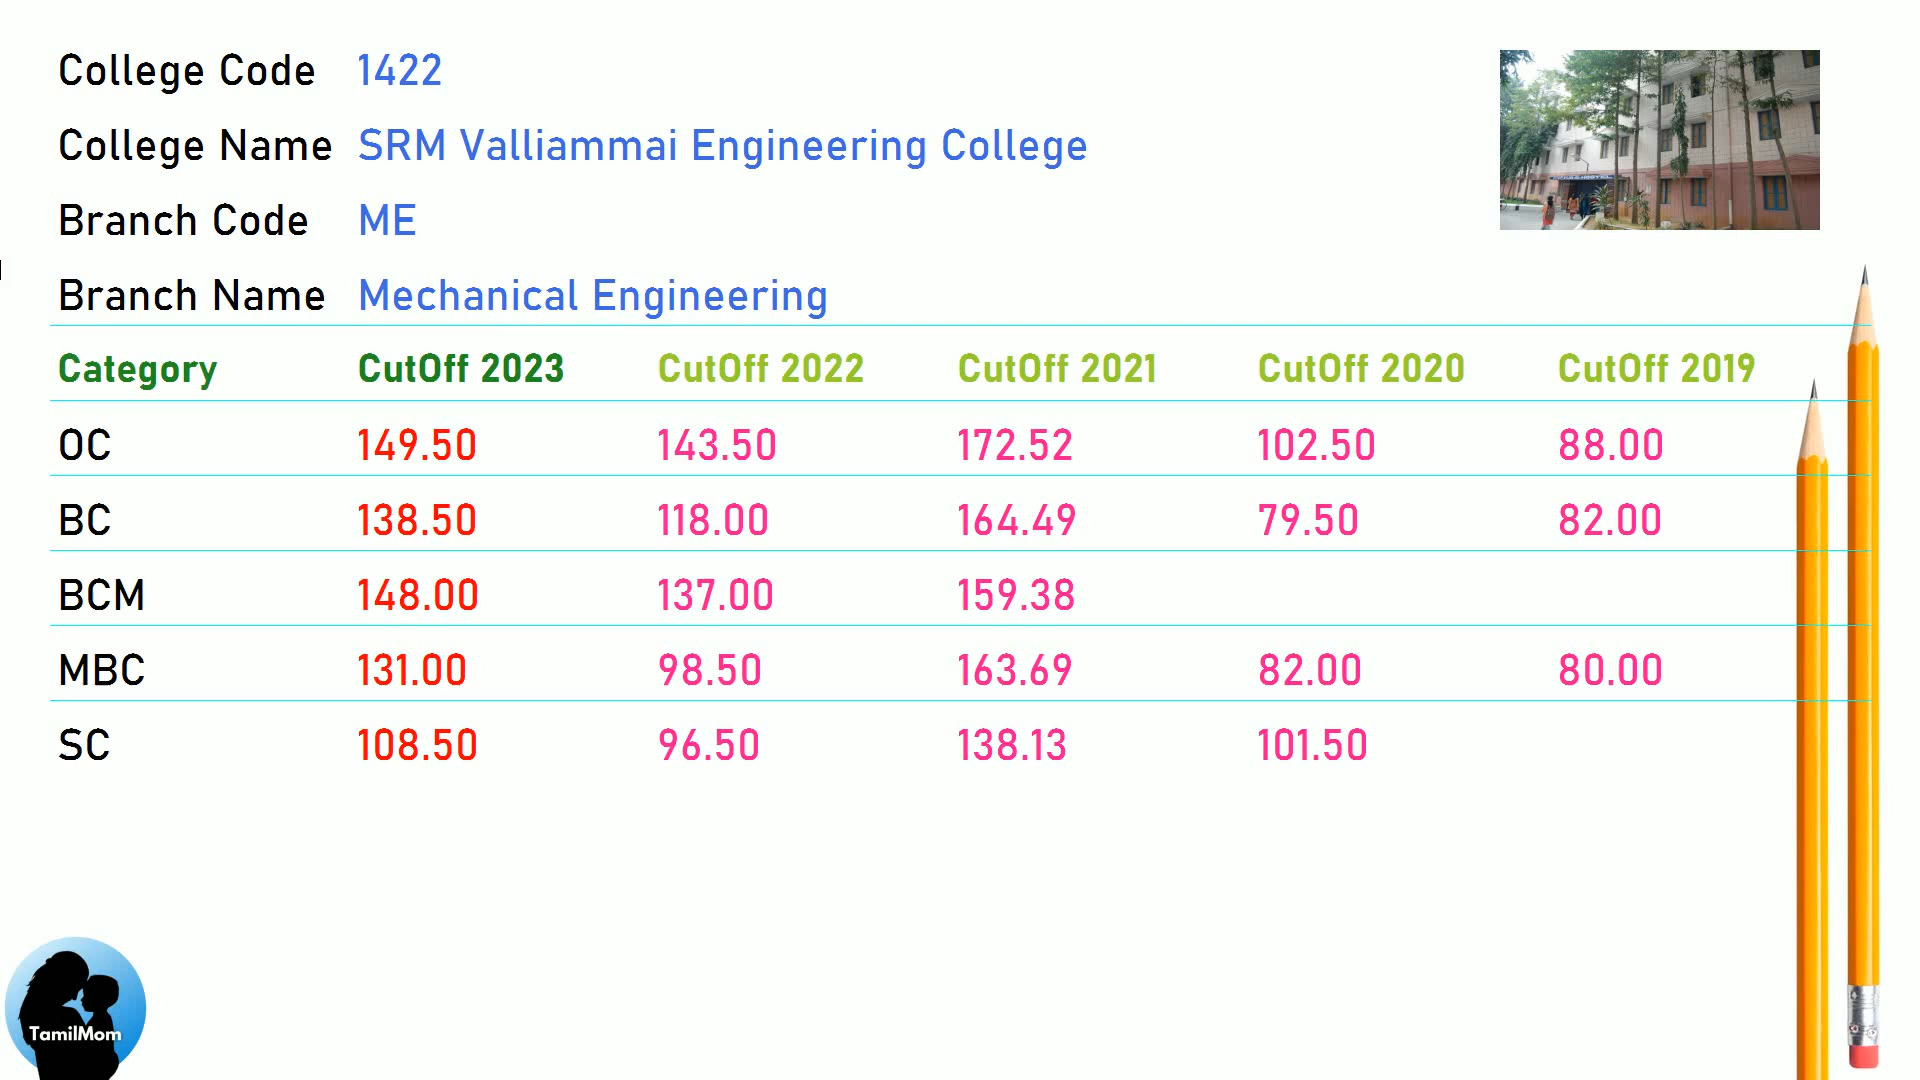 College Code 1422
College Name SRM Valliammai Engineering College
Branch Code ME
Branch Name Mechanical Engineering
Category CutOff 2023 CutOff 2022 CutOff 2021 CutOff 2020 CutOff 2019
OC 149.50 143.50 172.52 102.50 88.00
BC 138.50 118.00 164.49 79.50 82.00
BCM 148.00 137.00 159.38
MBC 131.00 98.50 163.69 82.00 80.00
SC 108.50 96.50 138.13 101.50
TamilMom